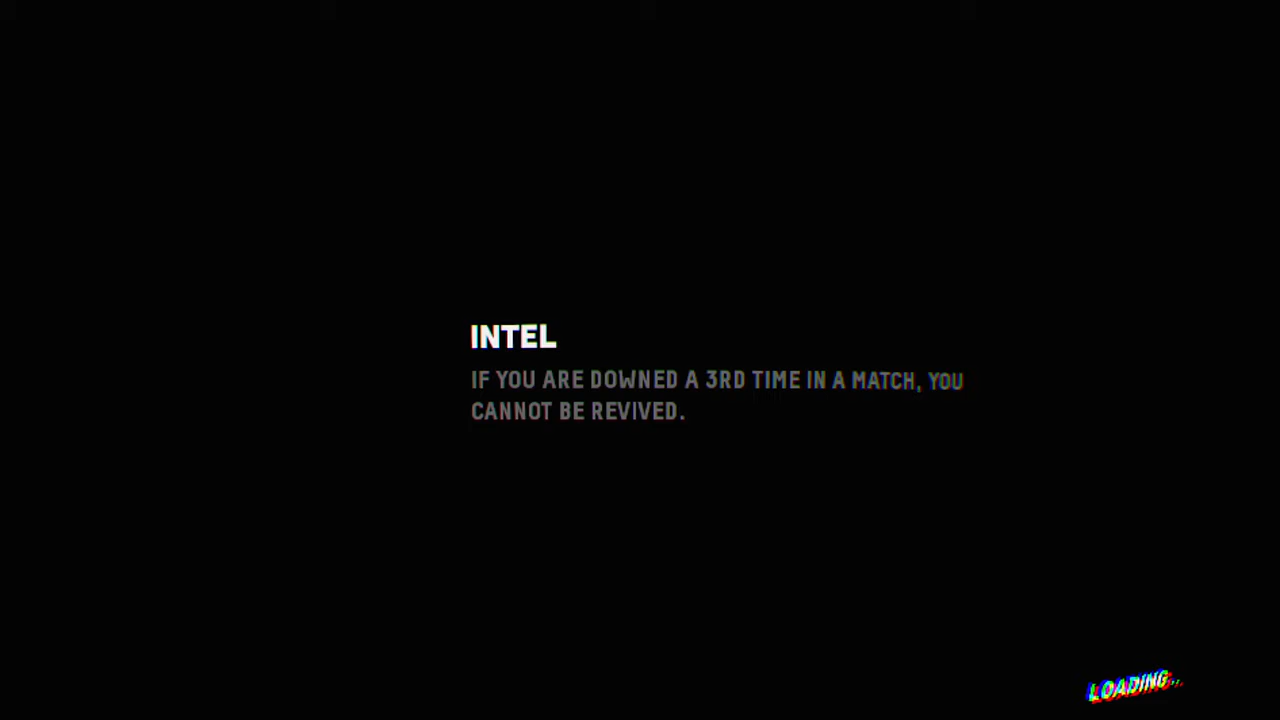 INTEL
IF YOU ARE DOWNED A 3RD TIME IN A MATCH, YOU
CANNOT BE REVIVED.
LOADING..